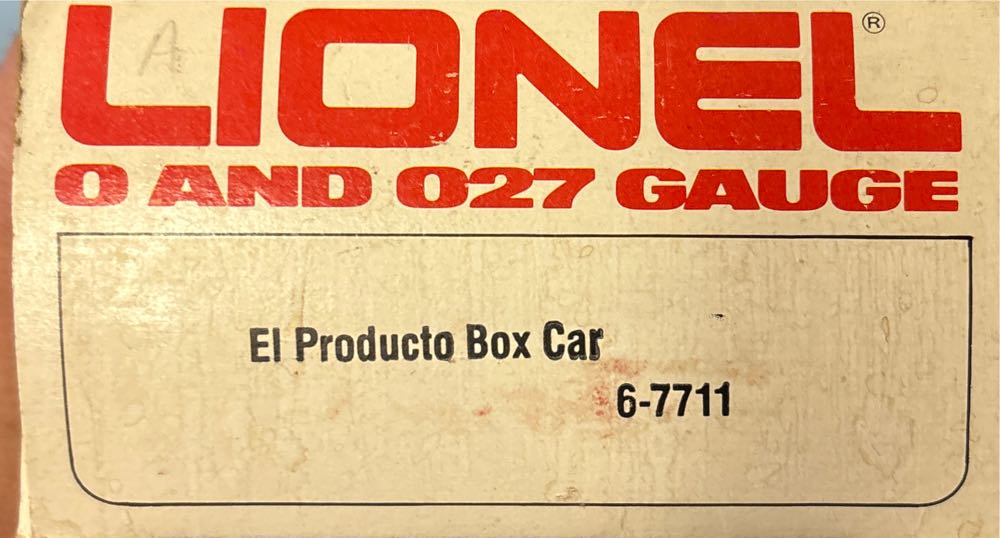 A
LIONEL®
O AND O27 GAUGE
El Producto Box Car
6-7711